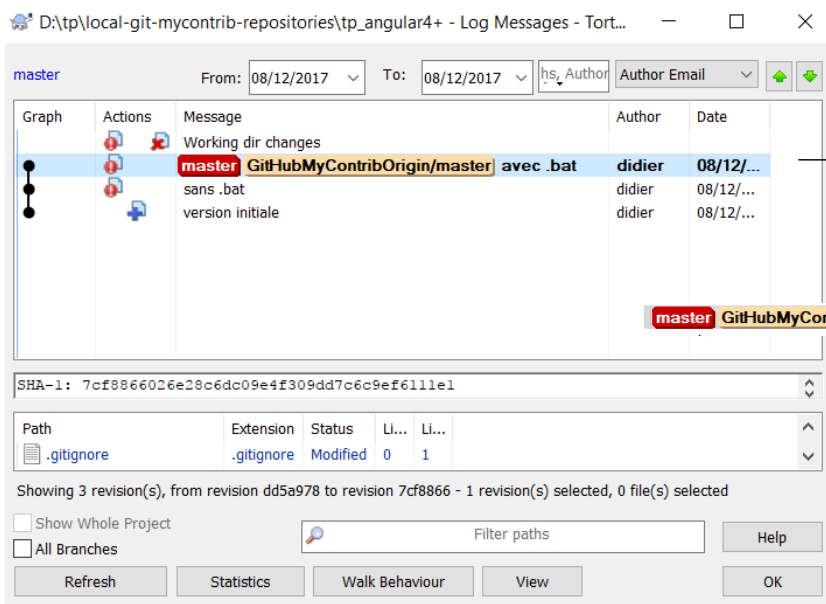 D:\tp\local-git-mycontrib-repositories\tp_angular4+ - Log Messages - Tort...
master From: 08/12/2017 To: 08/12/2017 hs, Author Author Email
Graph Actions Message Author Date
Working dir changes
master GitHubMyContribOrigin/master avec .bat didier 08/12/...
sans .bat didier 08/12/...
version initiale didier 08/12/...
master GitHubMyCor
SHA-1: 7cf8866026e28c6dc09e4f309dd7c6c9ef6111e1
Path Extension Status Li... Li...
.gitignore .gitignore Modified 0 1
Showing 3 revision(s), from revision dd5a978 to revision 7cf8866 - 1 revision(s) selected, 0 file(s) selected
Show Whole Project
Filter paths
Help
All Branches
Refresh Statistics Walk Behaviour View OK